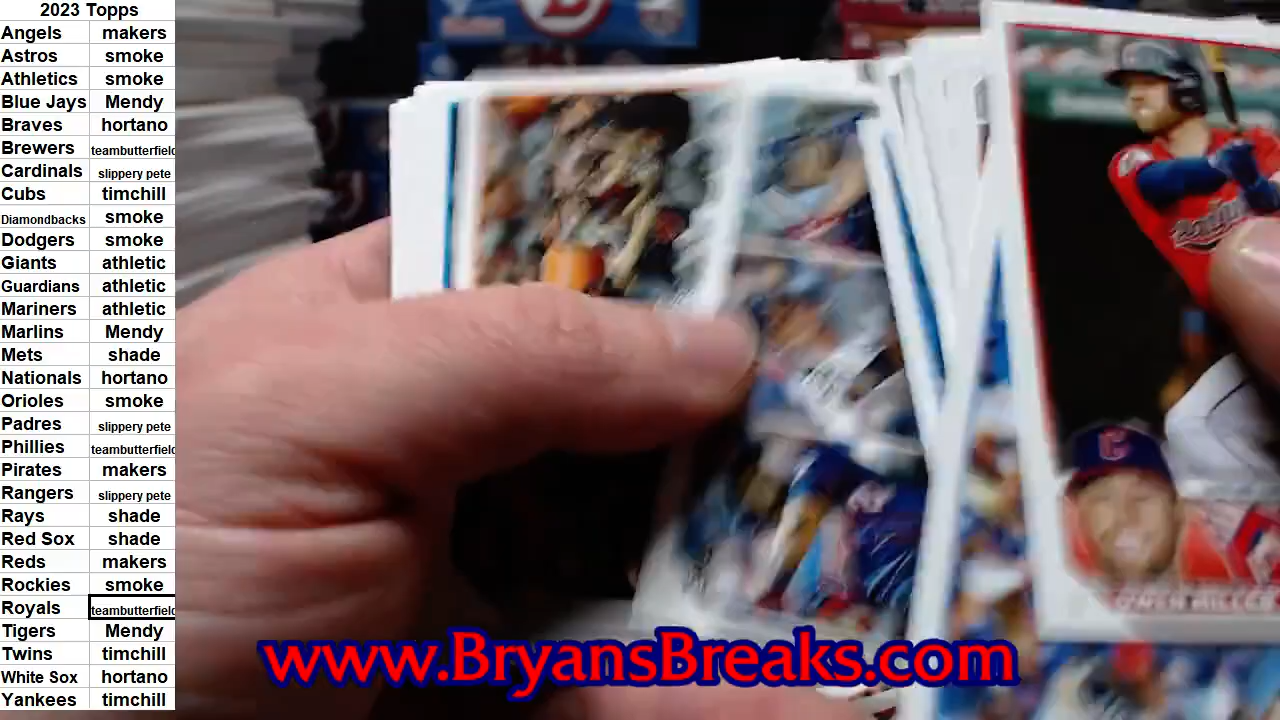 2023 Topps
Angels makers
Astros smoke
Athletics smoke
Blue Jays Mendy
Braves hortano
Brewers teambutterfield
Cardinals slippery pete
Cubs timchill
Diamondbacks smoke
Dodgers smoke
Giants athletic
Guardians athletic
Mariners athletic
Marlins Mendy
Mets shade
Nationals hortano
Orioles smoke
Padres slippery pete
Phillies teambutterfield
Pirates makers
Rangers slippery pete
Rays shade
Red Sox shade
Reds makers
Rockies smoke
Royals teambutterfield
Tigers Mendy
Twins timchill
White Sox hortano
Yankees timchill
C
OWEN MILLER
www.BryansBreaks.com